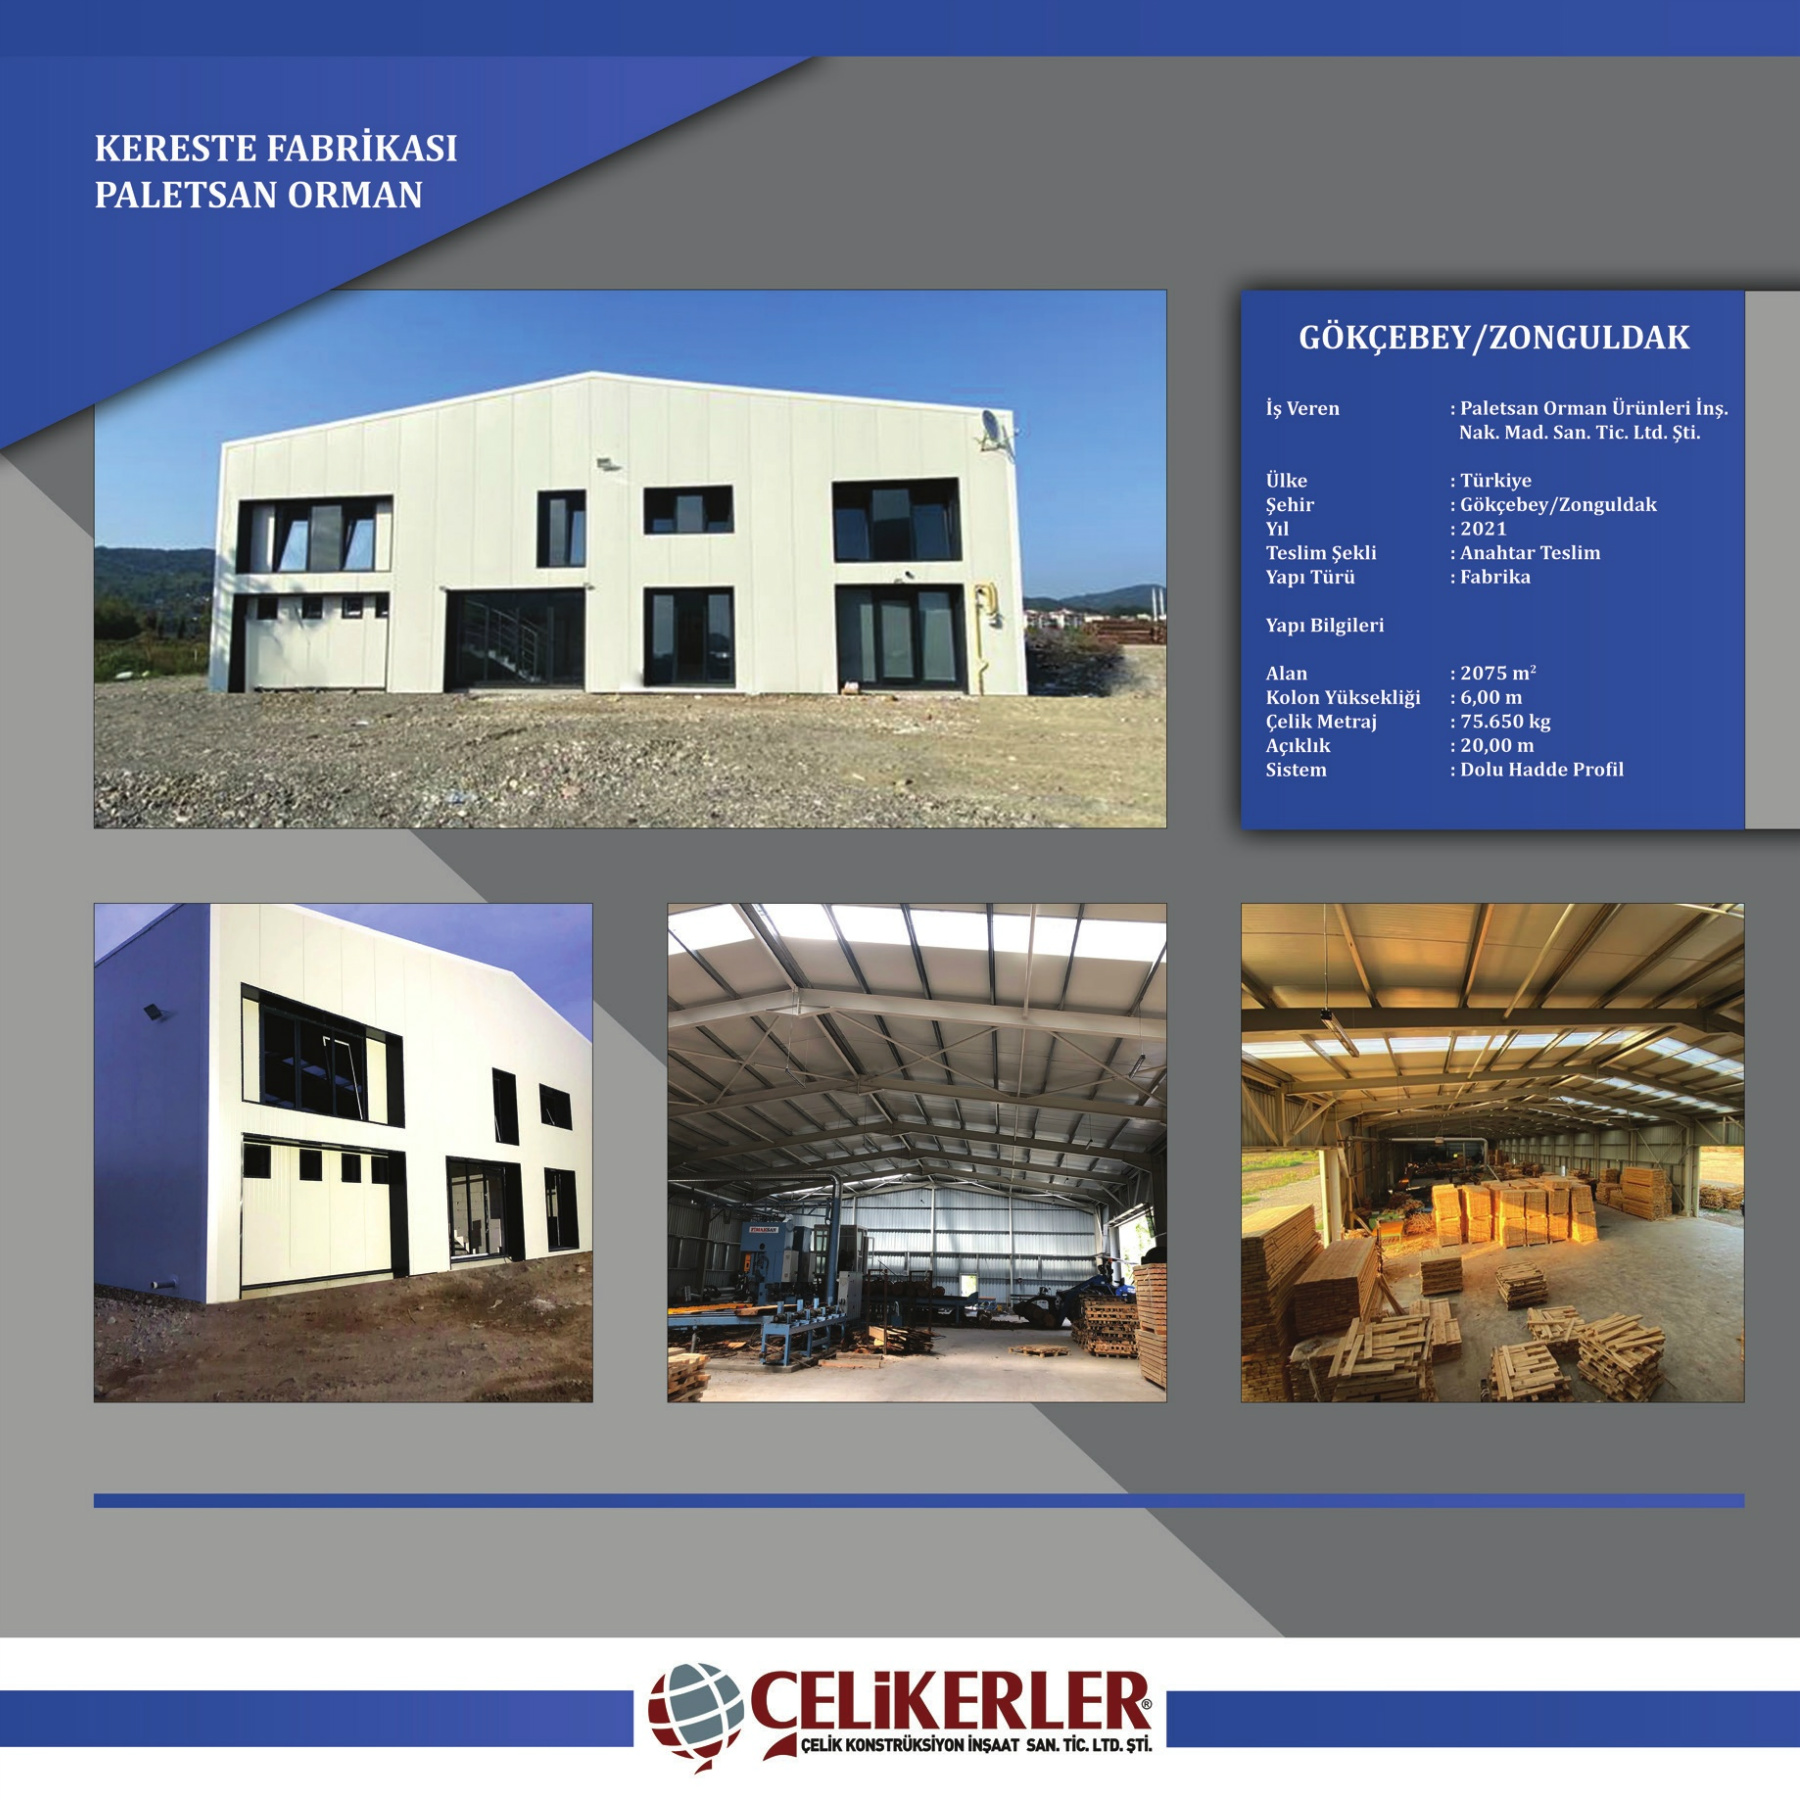 KERESTE FABRİKASI
PALETSAN ORMAN
GÖKÇEBEY/ZONGULDAK
İş Veren : Paletsan Orman Ürünleri İnş.
Nak. Mad. San. Tic. Ltd. Şti.
Ülke : Türkiye
Şehir : Gökçebey/Zonguldak
Yıl : 2021
Teslim Şekli : Anahtar Teslim
Yapı Türü : Fabrika
Yapı Bilgileri
Alan : 2075 m²
Kolon Yüksekliği : 6,00 m
Çelik Metraj : 75.650 kg
Açıklık : 20,00 m
Sistem : Dolu Hadde Profil
ÇELiKERLER®
ÇELİK KONSTRÜKSİYON İNŞAAT SAN. TİC. LTD. ŞTİ.